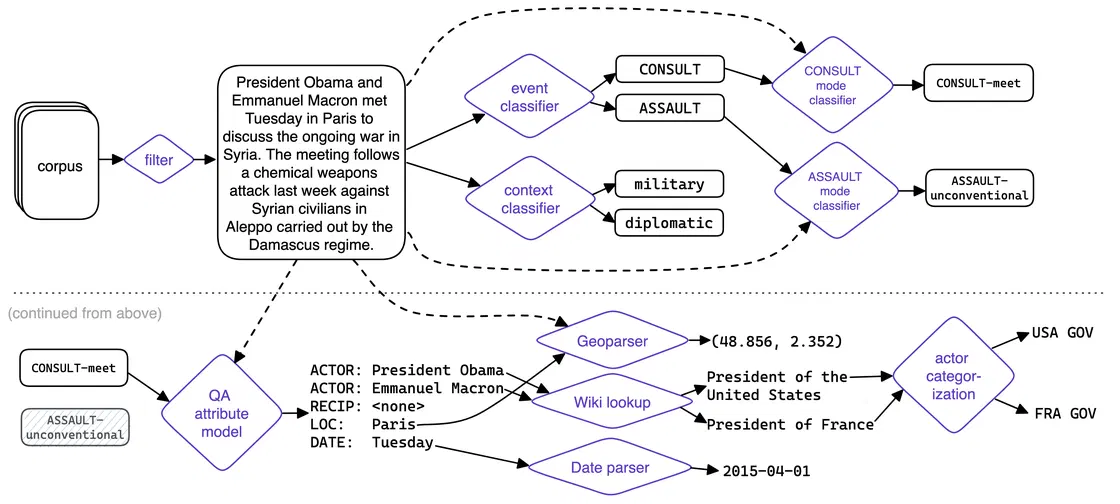 corpus
filter
President Obama and
Emmanuel Macron met
Tuesday in Paris to
discuss the ongoing war in
Syria. The meeting follows
a chemical weapons
attack last week against
Syrian civilians in
Aleppo carried out by the
Damascus regime.
event
classifier
CONSULT
ASSAULT
context
classifier
military
diplomatic
CONSULT
mode
classifier
CONSULT-meet
ASSAULT
mode
classifier
ASSAULT-
unconventional
(continued from above)
CONSULT-meet
ASSAULT-
unconventional
QA
attribute
model
ACTOR: President Obama
ACTOR: Emmanuel Macron
RECIP: <none>
LOC: Paris
DATE: Tuesday
Geoparser
(48.856, 2.352)
Wiki lookup
President of the
United States
President of France
Date parser
2015-04-01
actor
categor-
ization
USA GOV
FRA GOV